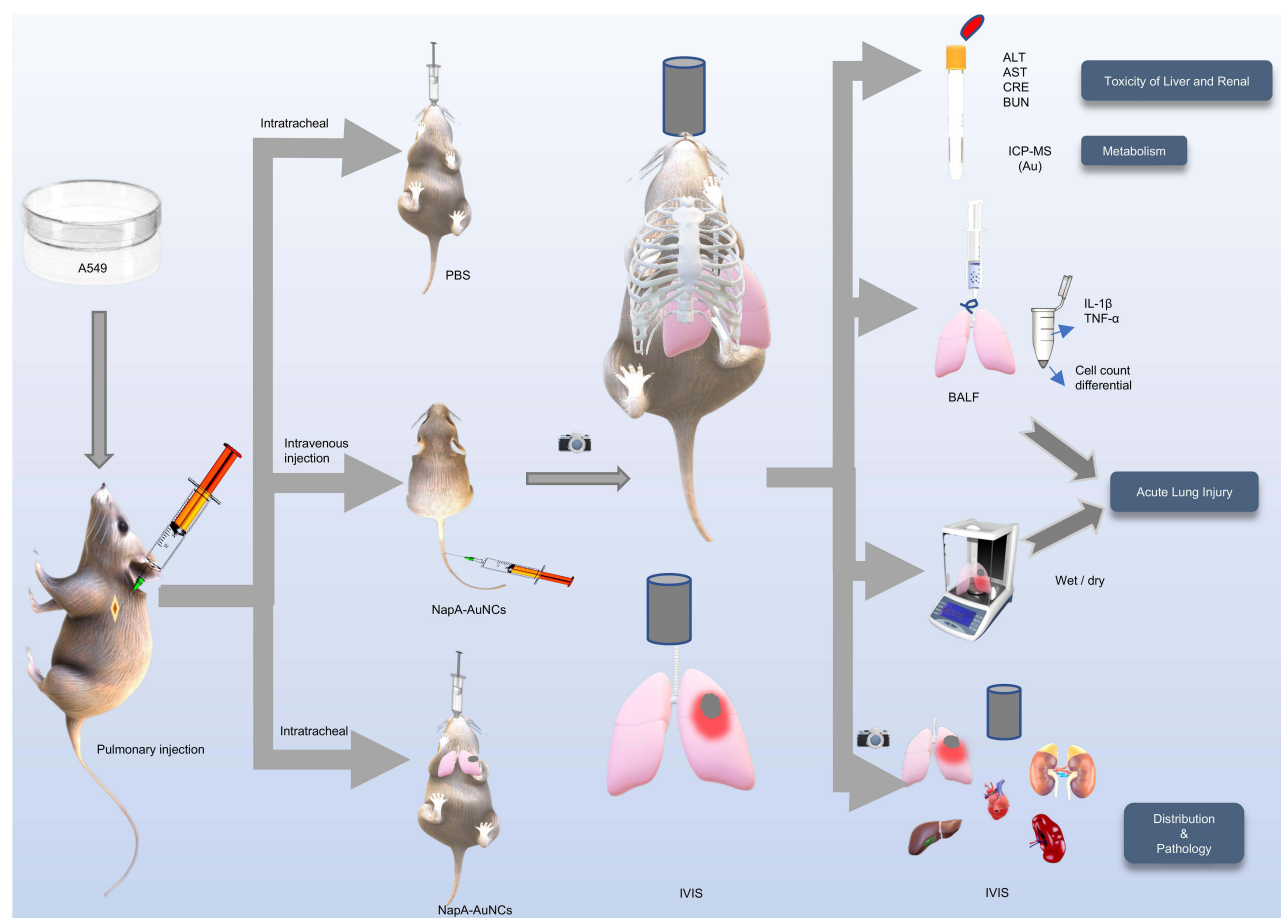 A549
Pulmonary injection
Intratracheal
PBS
Intravenous
injection
NapA-AuNCs
Intratracheal
NapA-AuNCs
IVIS
ALT
AST
CRE
BUN
Toxicity of Liver and Renal
ICP-MS
(Au)
Metabolism
IL-1β
TNF-α
Cell count
differential
BALF
Acute Lung Injury
Wet / dry
Distribution
&
Pathology
IVIS